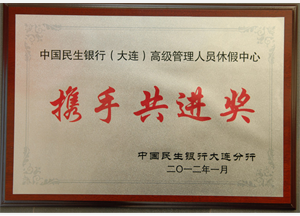 中国民生银行（大连）高级管理人员休假中心
携手共进奖
中国民生银行大连分行
二〇一二年一月